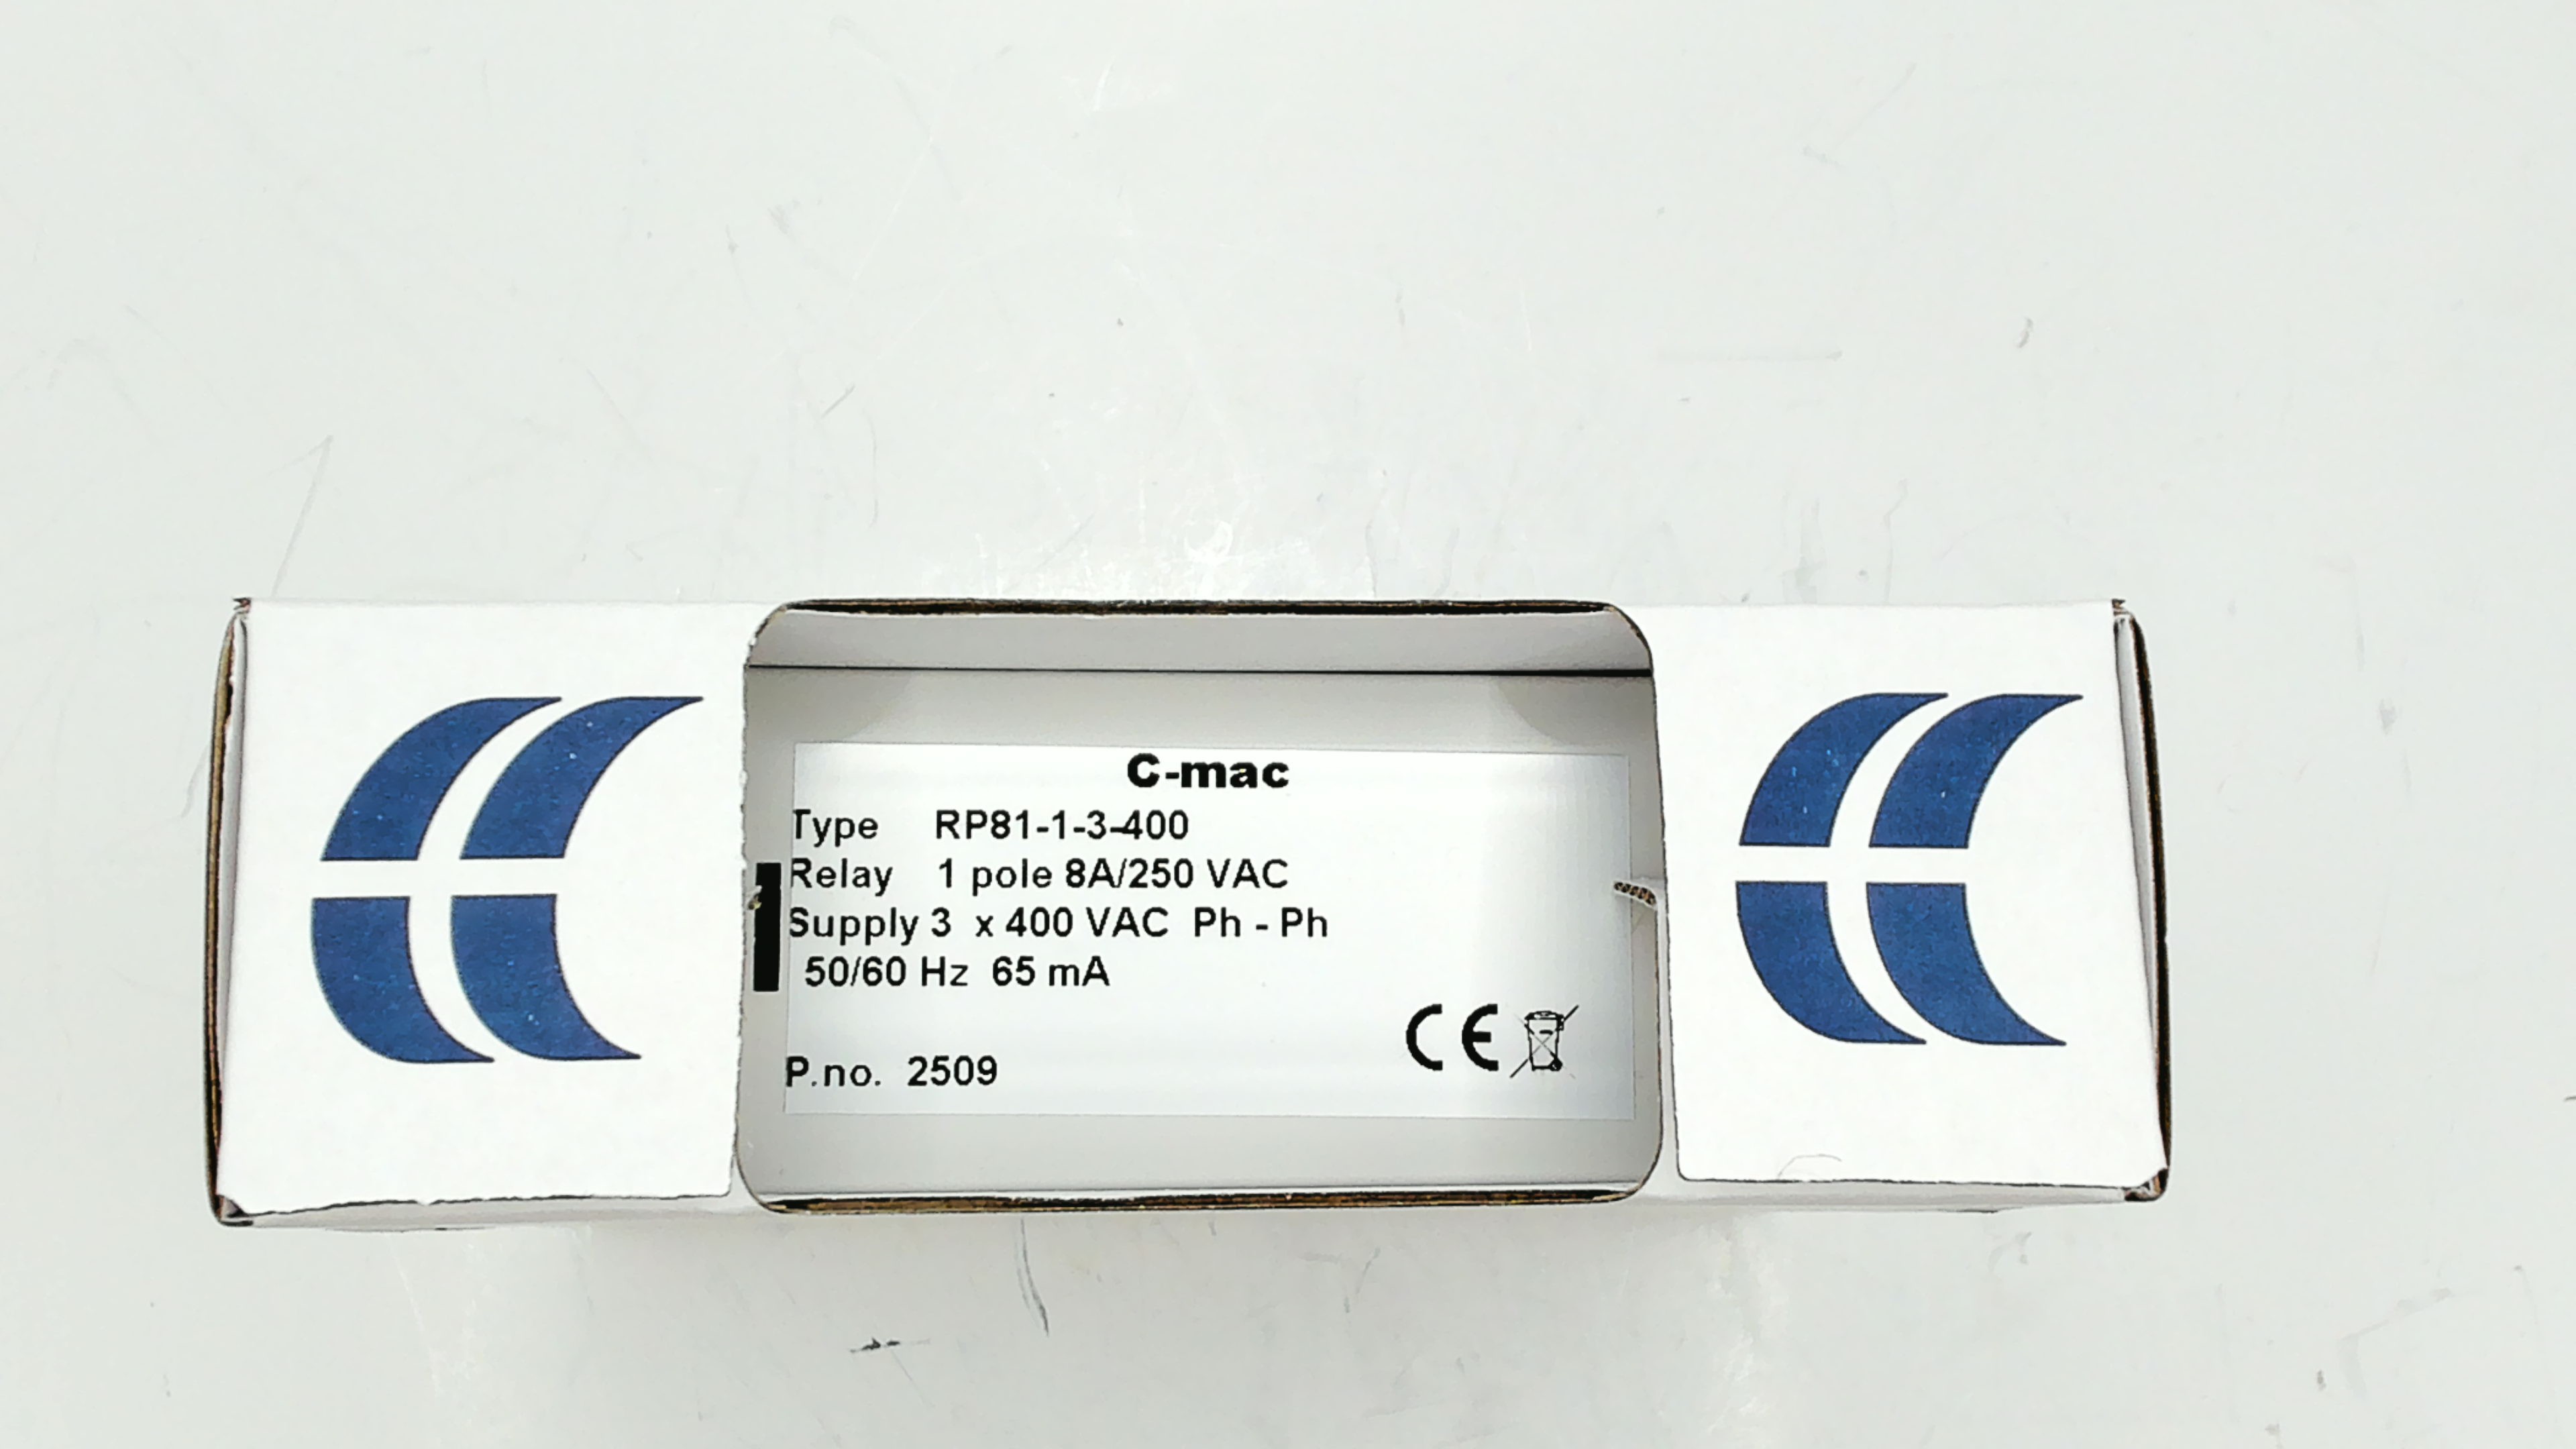 C-mac
Type RP81-1-3-400
Relay 1 pole 8A/250 VAC
Supply 3 x 400 VAC Ph - Ph
50/60 Hz 65 mA
CE
P.no. 2509